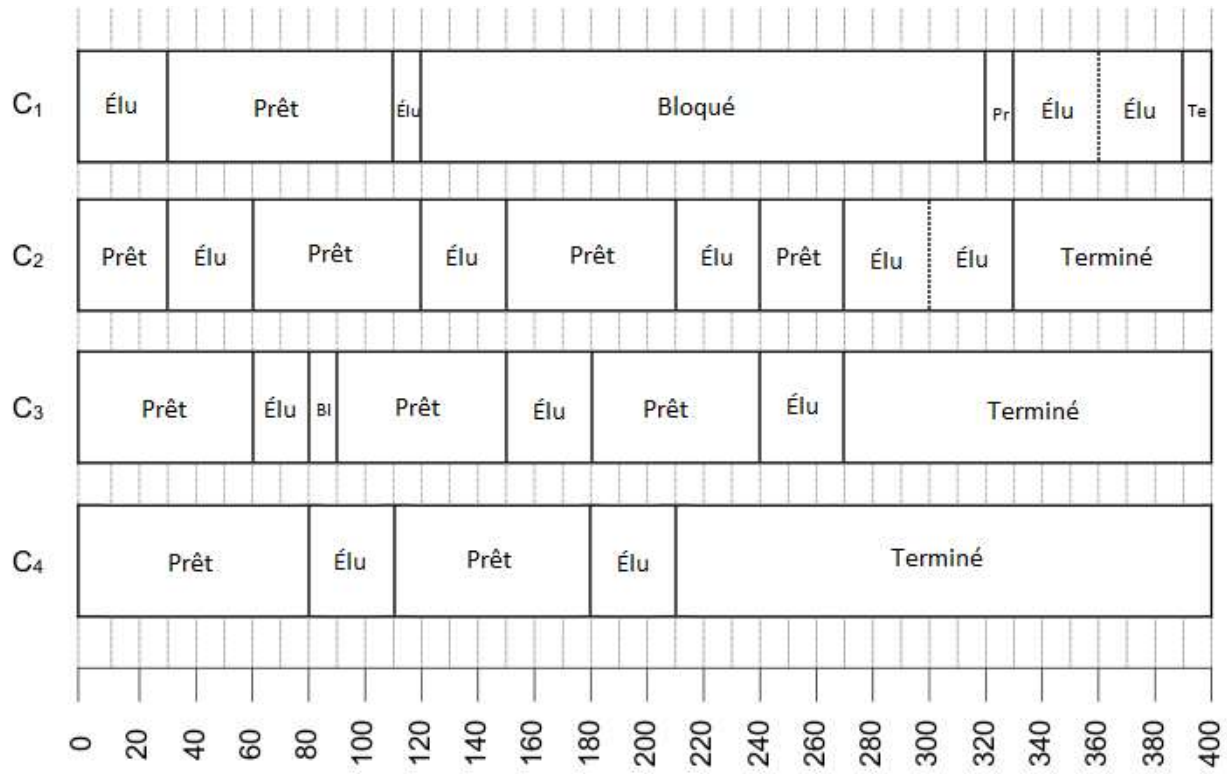 C1 Élu Prêt Élu Bloqué Pr Élu Élu Te
C2 Prêt Élu Prêt Élu Prêt Élu Prêt Élu Élu Terminé
C3 Prêt Élu Bl Prêt Élu Prêt Élu Terminé
C4 Prêt Élu Prêt Élu Terminé
0 20 40 60 80 100 120 140 160 180 200 220 240 260 280 300 320 340 360 380 400